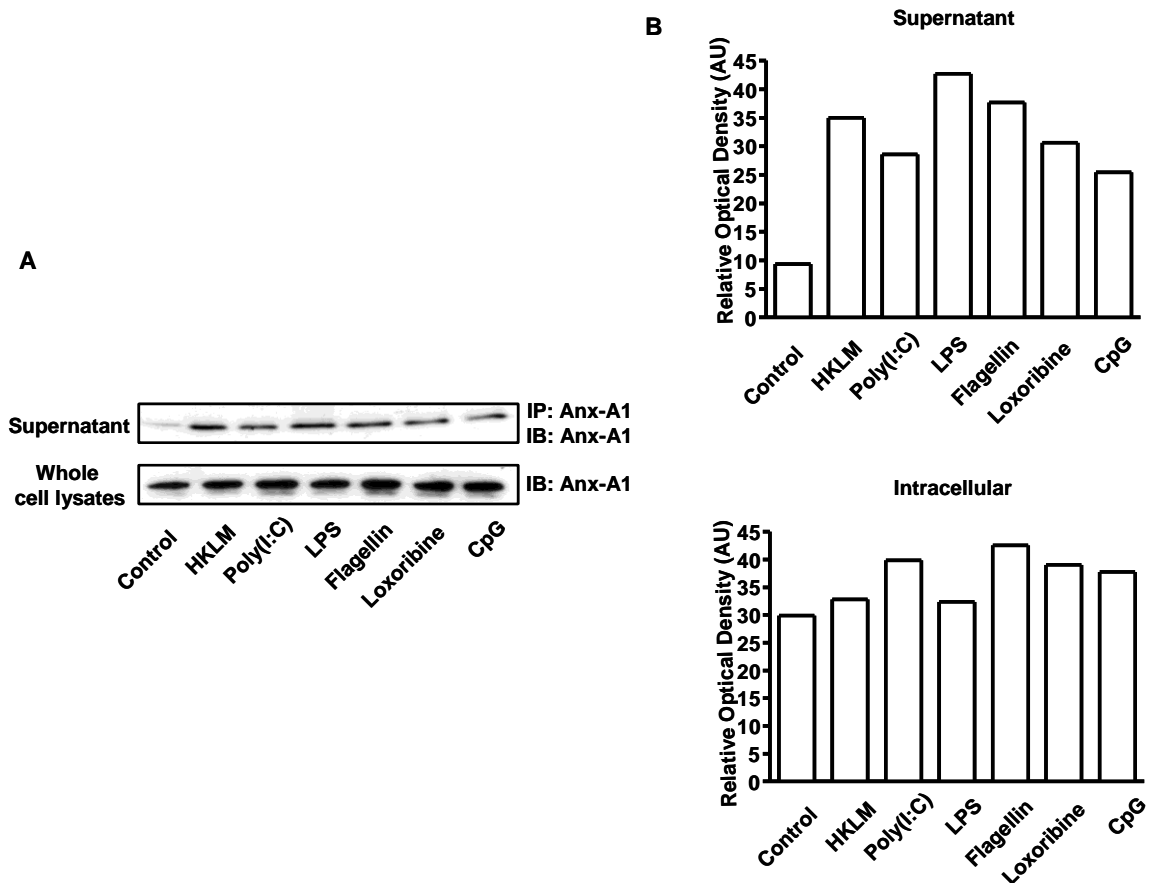 A
Supernatant
IP: Anx-A1
IB: Anx-A1
Whole
cell lysates
IB: Anx-A1
Control
HKLM
Poly(I:C)
LPS
Flagellin
Loxoribine
CpG
B
Supernatant
Relative Optical Density (AU)
45
40
35
30
25
20
15
10
5
0
Control
HKLM
Poly(I:C)
LPS
Flagellin
Loxoribine
CpG
Intracellular
Relative Optical Density (AU)
45
40
35
30
25
20
15
10
5
0
Control
HKLM
Poly(I:C)
LPS
Flagellin
Loxoribine
CpG